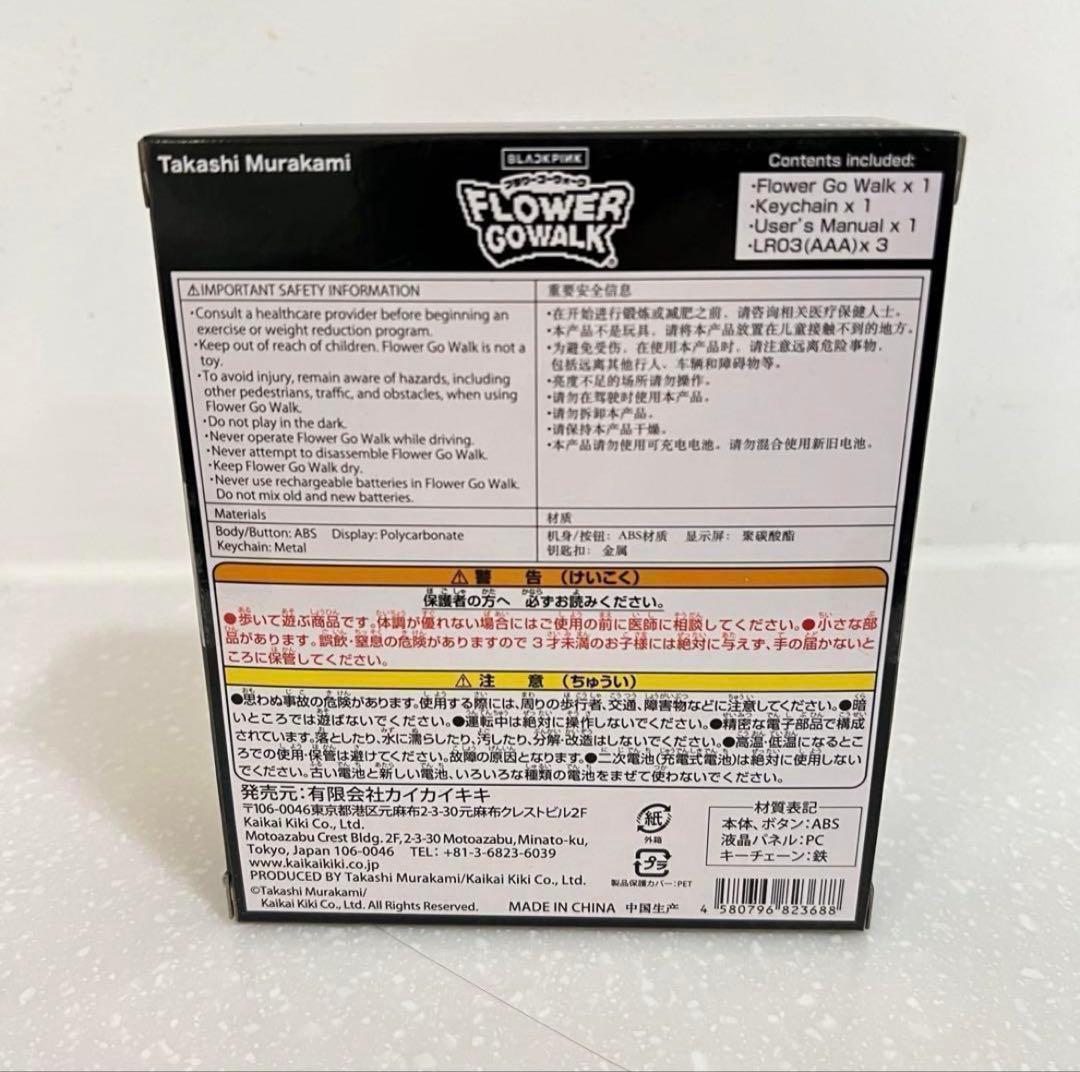 Takashi Murakami
BLACKPINK
フラワーゴーウォーク
FLOWER
GO WALK
®
Contents included:
・Flower Go Walk x 1
・Keychain x 1
・User's Manual x 1
・LR03(AAA)x 3
⚠IMPORTANT SAFETY INFORMATION
・Consult a healthcare provider before beginning an
exercise or weight reduction program.
・Keep out of reach of children. Flower Go Walk is not a
toy.
・To avoid injury, remain aware of hazards, including
other pedestrians, traffic, and obstacles, when using
Flower Go Walk.
・Do not play in the dark.
・Never operate Flower Go Walk while driving.
・Never attempt to disassemble Flower Go Walk.
・Keep Flower Go Walk dry.
・Never use rechargeable batteries in Flower Go Walk.
Do not mix old and new batteries.
Materials
Body/Button: ABS Display: Polycarbonate
Keychain: Metal
重要安全信息
・在开始进行锻炼或减肥之前，请咨询相关医疗保健人士。
・本产品不是玩具，请将本产品放置在儿童接触不到的地方。
・为避免受伤，在使用本产品时，请注意远离危险事物，
包括远离其他行人、车辆和障碍物等。
・亮度不足的场所请勿操作。
・请勿在驾驶时使用本产品。
・请勿拆卸本产品。
・请保持本产品干燥。
・本产品请勿使用可充电电池。请勿混合使用新旧电池。
材质
机身/按钮: ABS材质 显示屏: 聚碳酸酯
钥匙扣: 金属
⚠警 告（けいこく）
保護者の方へ 必ずお読みください。
●歩いて遊ぶ商品です。体調が優れない場合にはご使用の前に医師に相談してください。●小さな部
品があります。誤飲・窒息の危険がありますので3才未満のお子様には絶対に与えず、手の届かないと
ころに保管してください。
⚠注 意（ちゅうい）
●思わぬ事故の危険があります。使用する際には、周りの歩行者、交通、障害物などに注意してください。●暗
いところでは遊ばないでください。●運転中は絶対に操作しないでください。●精密な電子部品で構成
されています。落としたり、水に濡らしたり、汚したり、分解・改造はしないでください。●高温・低温になるとこ
ろでの使用・保管は避けてください。故障の原因となります。●二次電池(充電式電池)は絶対に使用しない
でください。古い電池と新しい電池、いろいろな種類の電池をまぜて使わないでください。
発売元:有限会社カイカイキキ
〒106-0046東京都港区元麻布2-3-30元麻布クレストビル2F
Kaikai Kiki Co., Ltd.
Motoazabu Crest Bldg. 2F, 2-3-30 Motoazabu, Minato-ku,
Tokyo, Japan 106-0046 TEL: +81-3-6823-6039
www.kaikaikiki.co.jp
PRODUCED BY Takashi Murakami/Kaikai Kiki Co., Ltd.
©Takashi Murakami/
Kaikai Kiki Co., Ltd. All Rights Reserved.
MADE IN CHINA 中国生产
紙
外箱
プラ
製品保護カバー:PET
材質表記
本体、ボタン:ABS
液晶パネル:PC
キーチェーン:鉄
4 580796 823688